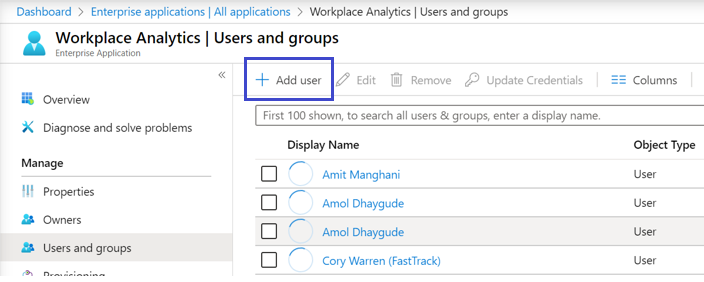 Dashboard > Enterprise applications | All applications > Workplace Analytics | Users and groups
Workplace Analytics | Users and groups
Enterprise Application
«
+ Add user Edit Remove Update Credentials Columns
Overview
Diagnose and solve problems
Manage
Properties
Owners
Users and groups
Provisioning
First 100 shown, to search all users & groups, enter a display name.
Display Name Object Type
Amit Manghani User
Amol Dhaygude User
Amol Dhaygude User
Cory Warren (FastTrack) User